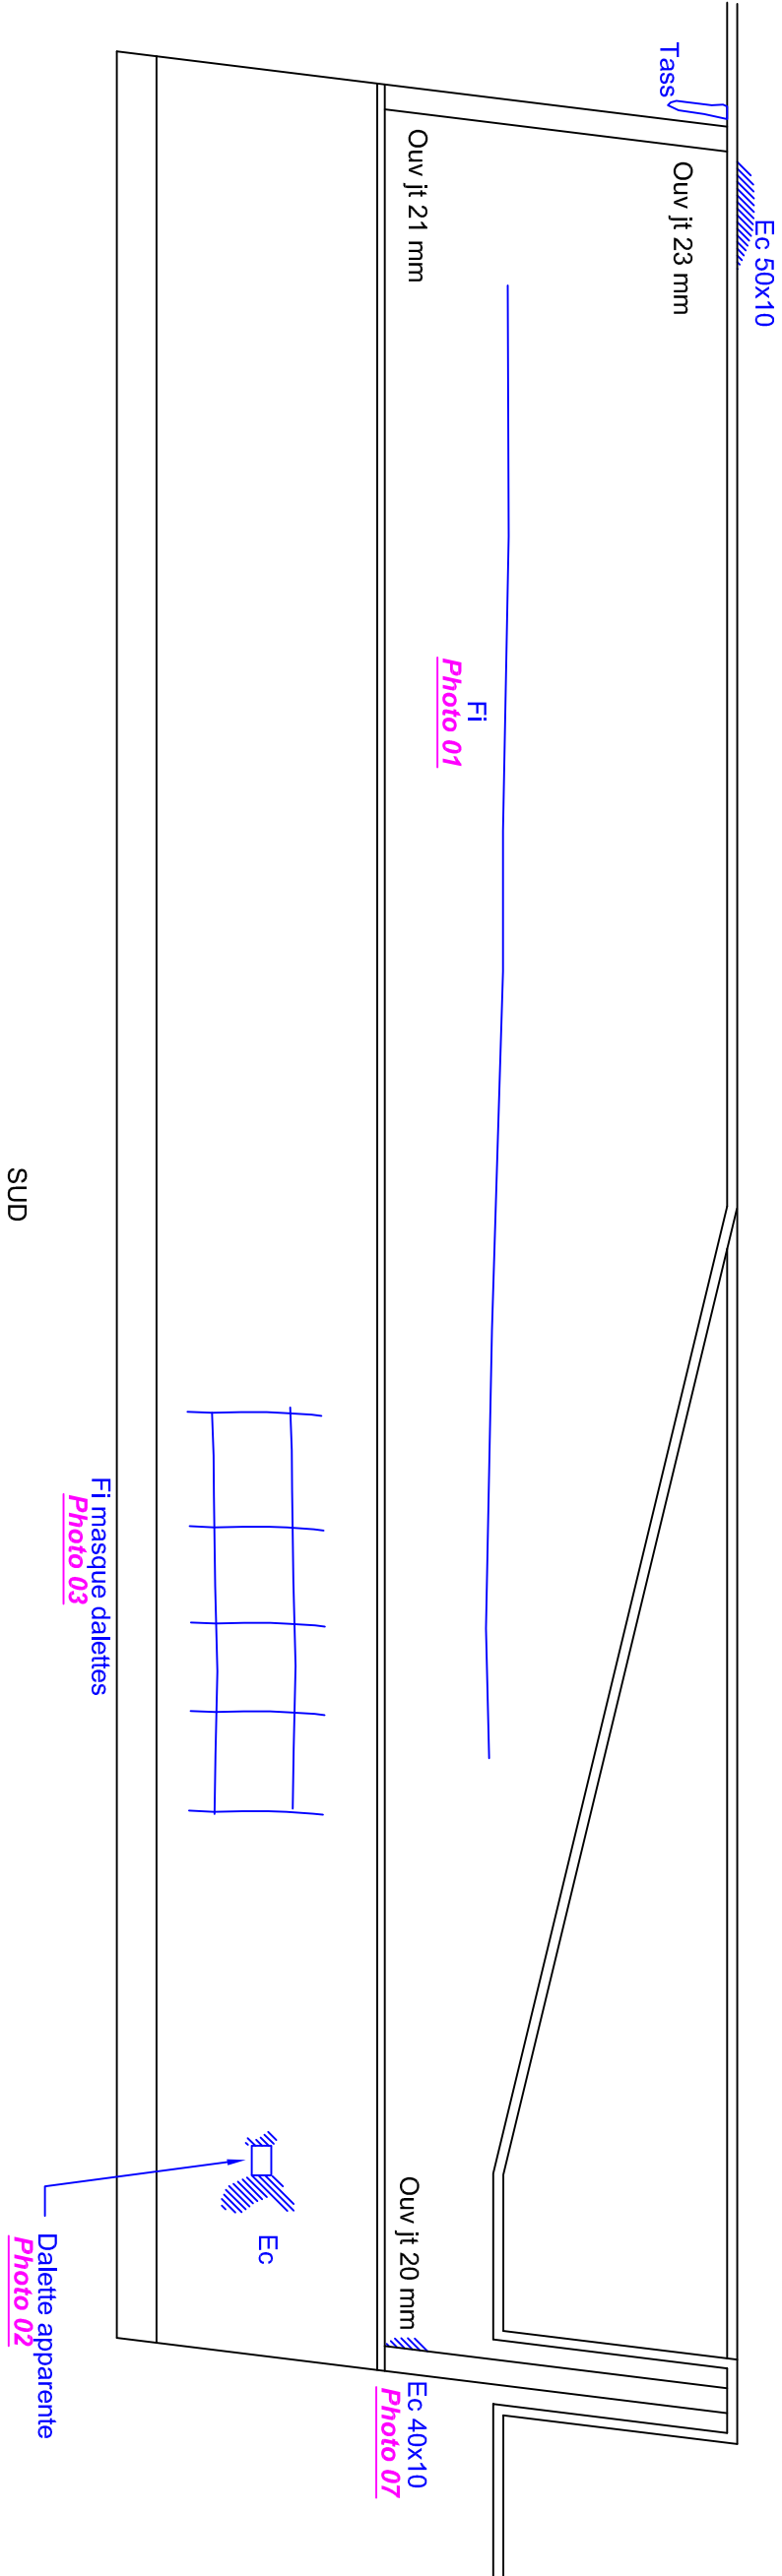 Tass
Ec 50x10
Ouv jt 23 mm
Ouv jt 21 mm
Fi
Photo 01
SUD
Fi masque dalettes
Photo 03
Ouv jt 20 mm
Ec
Dalette apparente
Photo 02
Ec 40x10
Photo 07